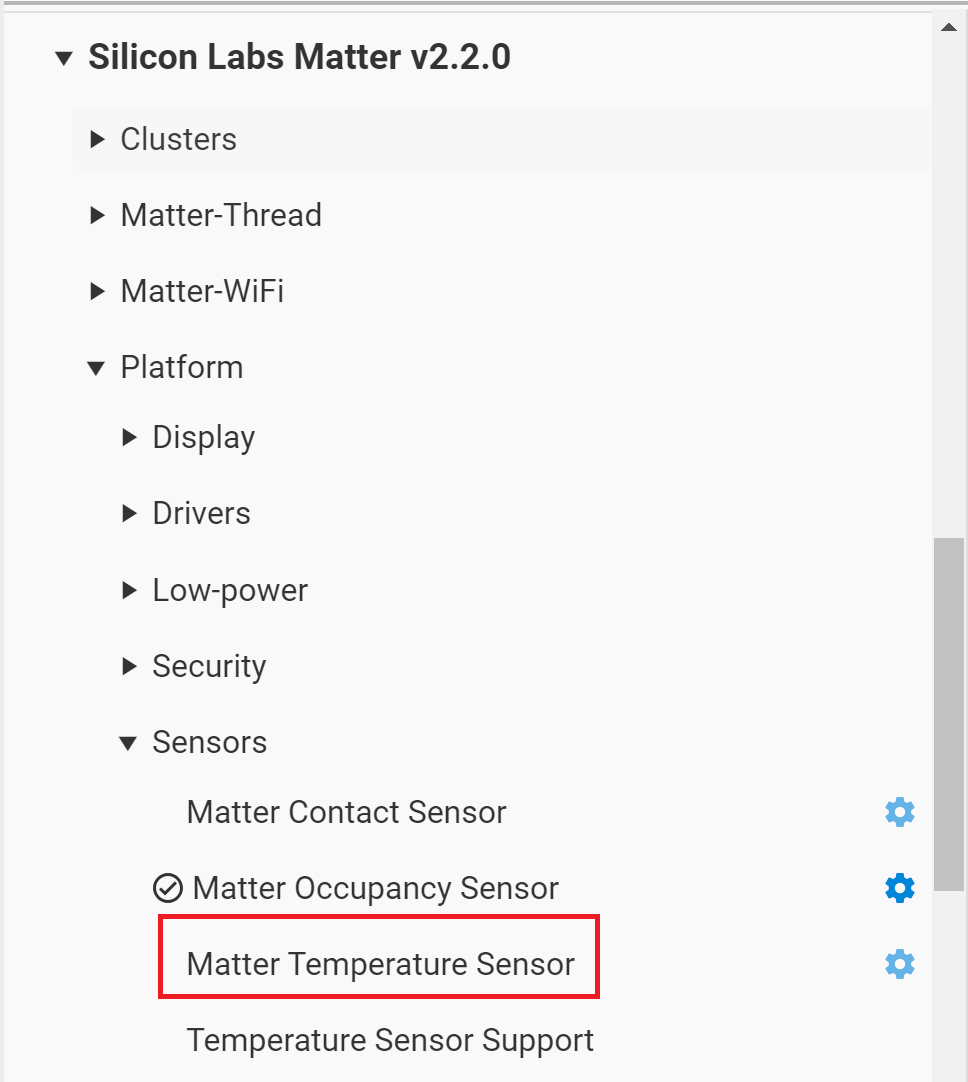 Silicon Labs Matter v2.2.0
Clusters
Matter-Thread
Matter-WiFi
Platform
Display
Drivers
Low-power
Security
Sensors
Matter Contact Sensor
Matter Occupancy Sensor
Matter Temperature Sensor
Temperature Sensor Support